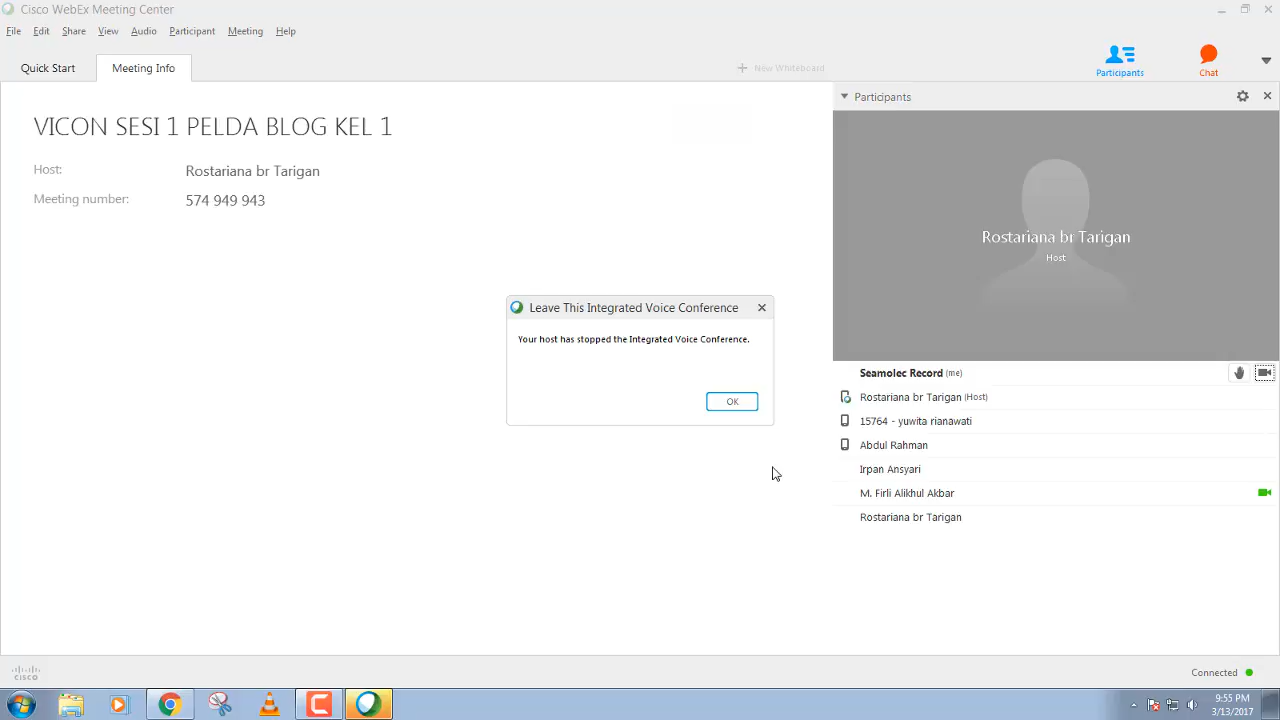 Cisco WebEx Meeting Center
File Edit Share View Audio Participant Meeting Help
Quick Start
Meeting Info
New Whiteboard
Participants
Chat
Participants
VICON SESI 1 PELDA BLOG KEL 1
Host: Rostariana br Tarigan
Meeting number: 574 949 943
Rostariana br Tarigan
Host
Leave This Integrated Voice Conference
Your host has stopped the Integrated Voice Conference.
OK
Seamolec Record (me)
Rostariana br Tarigan (Host)
15764 - yuwita rianawati
Abdul Rahman
Irpan Ansyari
M. Firli Alikhul Akbar
Rostariana br Tarigan
cisco
Connected
9:55 PM
3/13/2017